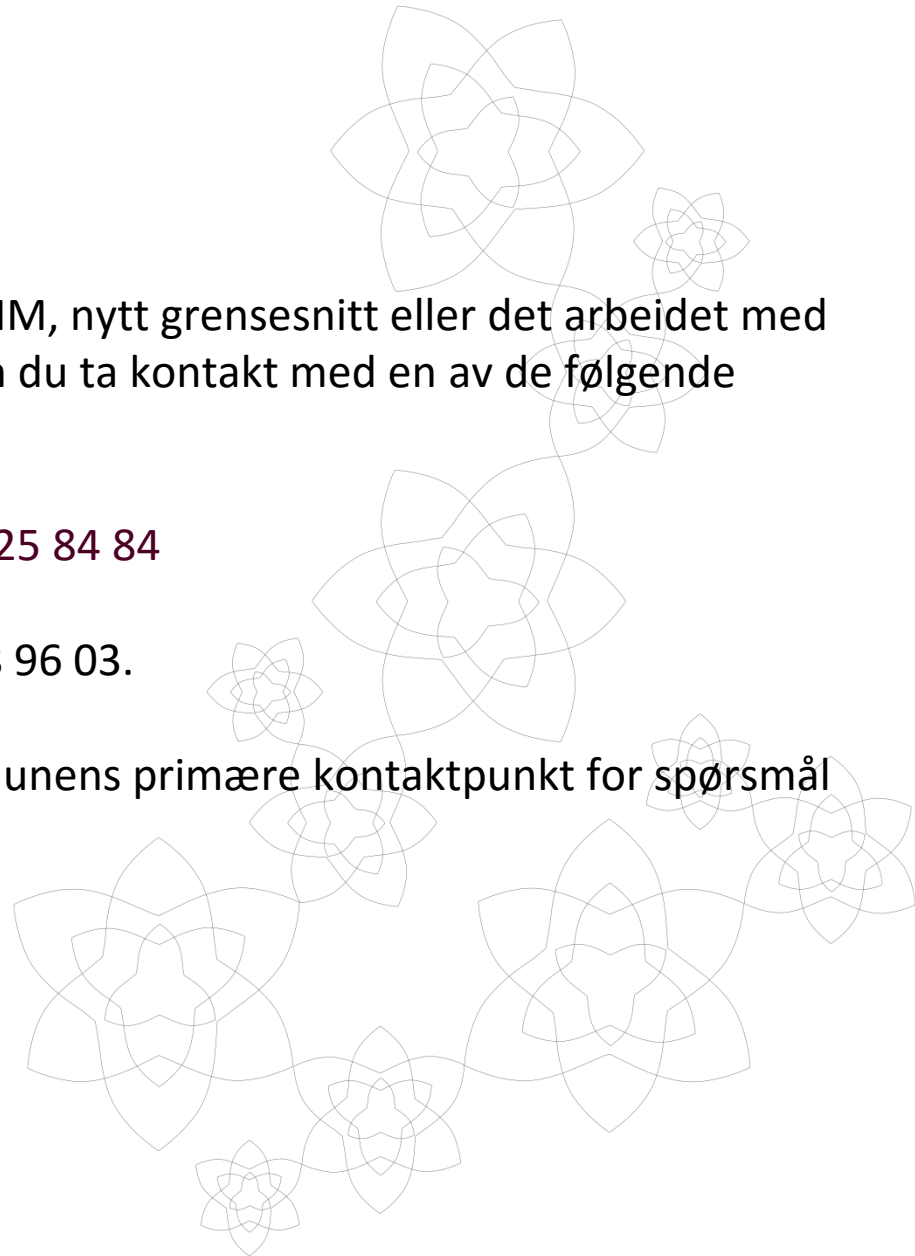 IM, nytt grensesnitt eller det arbeidet med
du ta kontakt med en av de følgende
25 84 84
96 03.
unens primære kontaktpunkt for spørsmål